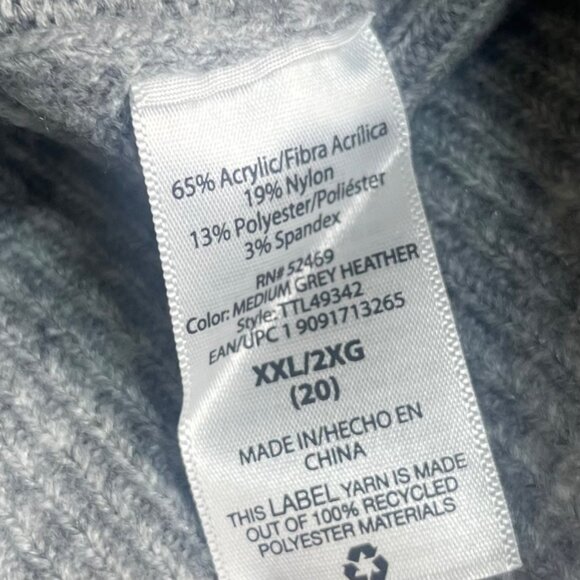 65% Acrylic/Fibra Acrílica
19% Nylon
13% Polyester/Poliéster
3% Spandex
RN# 52469
Color: MEDIUM GREY HEATHER
Style: TTL49342
EAN/UPC 1 9091713265
XXL/2XG
(20)
MADE IN/HECHO EN
CHINA
THIS LABEL YARN IS MADE
OUT OF 100% RECYCLED
POLYESTER MATERIALS